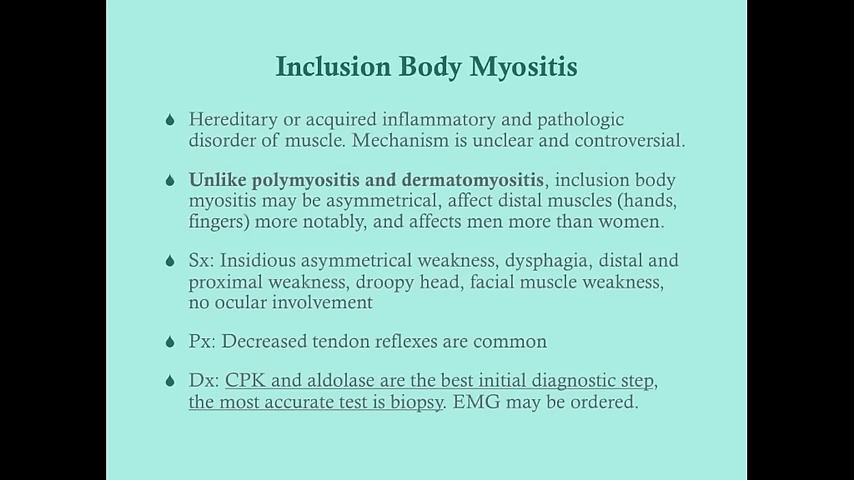 Inclusion Body Myositis
Hereditary or acquired inflammatory and pathologic
disorder of muscle. Mechanism is unclear and controversial.
Unlike polymyositis and dermatomyositis, inclusion body
myositis may be asymmetrical, affect distal muscles (hands,
fingers) more notably, and affects men more than women.
Sx: Insidious asymmetrical weakness, dysphagia, distal and
proximal weakness, droopy head, facial muscle weakness,
no ocular involvement
Px: Decreased tendon reflexes are common
Dx: CPK and aldolase are the best initial diagnostic step,
the most accurate test is biopsy. EMG may be ordered.